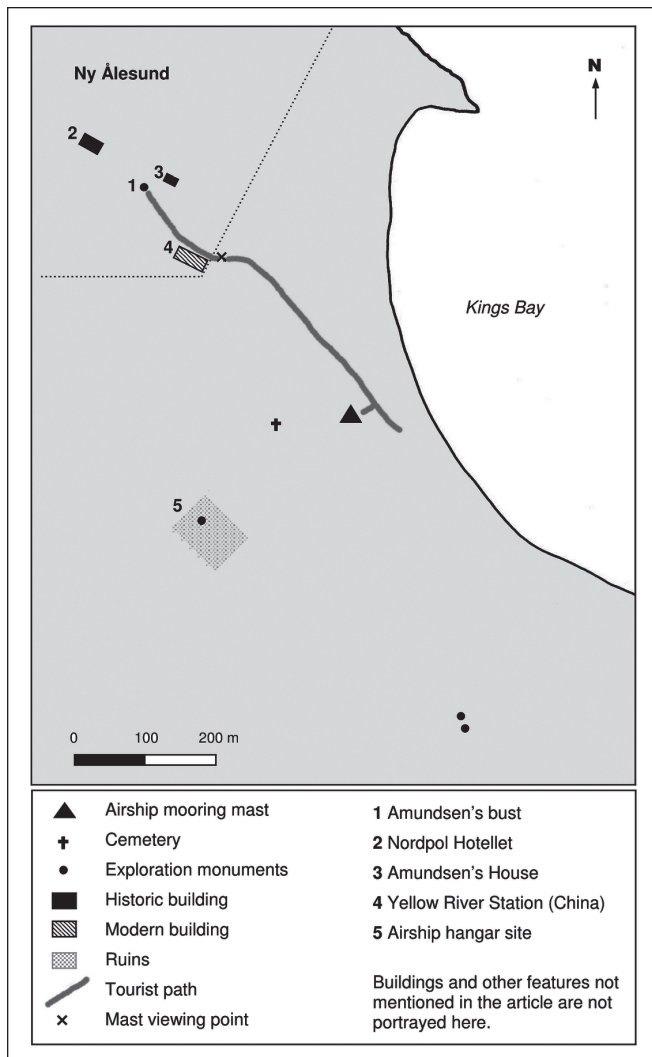 Ny Ålesund
N
2
3
1
4
Kings Bay
5
0 100 200 m
Airship mooring mast
Cemetery
Exploration monuments
Historic building
Modern building
Ruins
Tourist path
Mast viewing point
1 Amundsen's bust
2 Nordpol Hotellet
3 Amundsen's House
4 Yellow River Station (China)
5 Airship hangar site
Buildings and other features not
mentioned in the article are not
portrayed here.